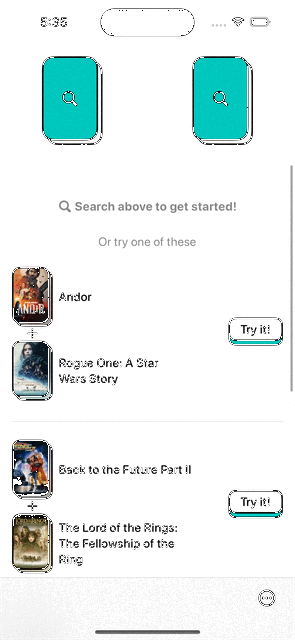 5:35
Search above to get started!
Or try one of these
ANDOR
Andor
Try it!
Rogue One: A Star
Wars Story
Back to the Future Part II
Try it!
The Lord of the Rings:
The Fellowship of the
Ring